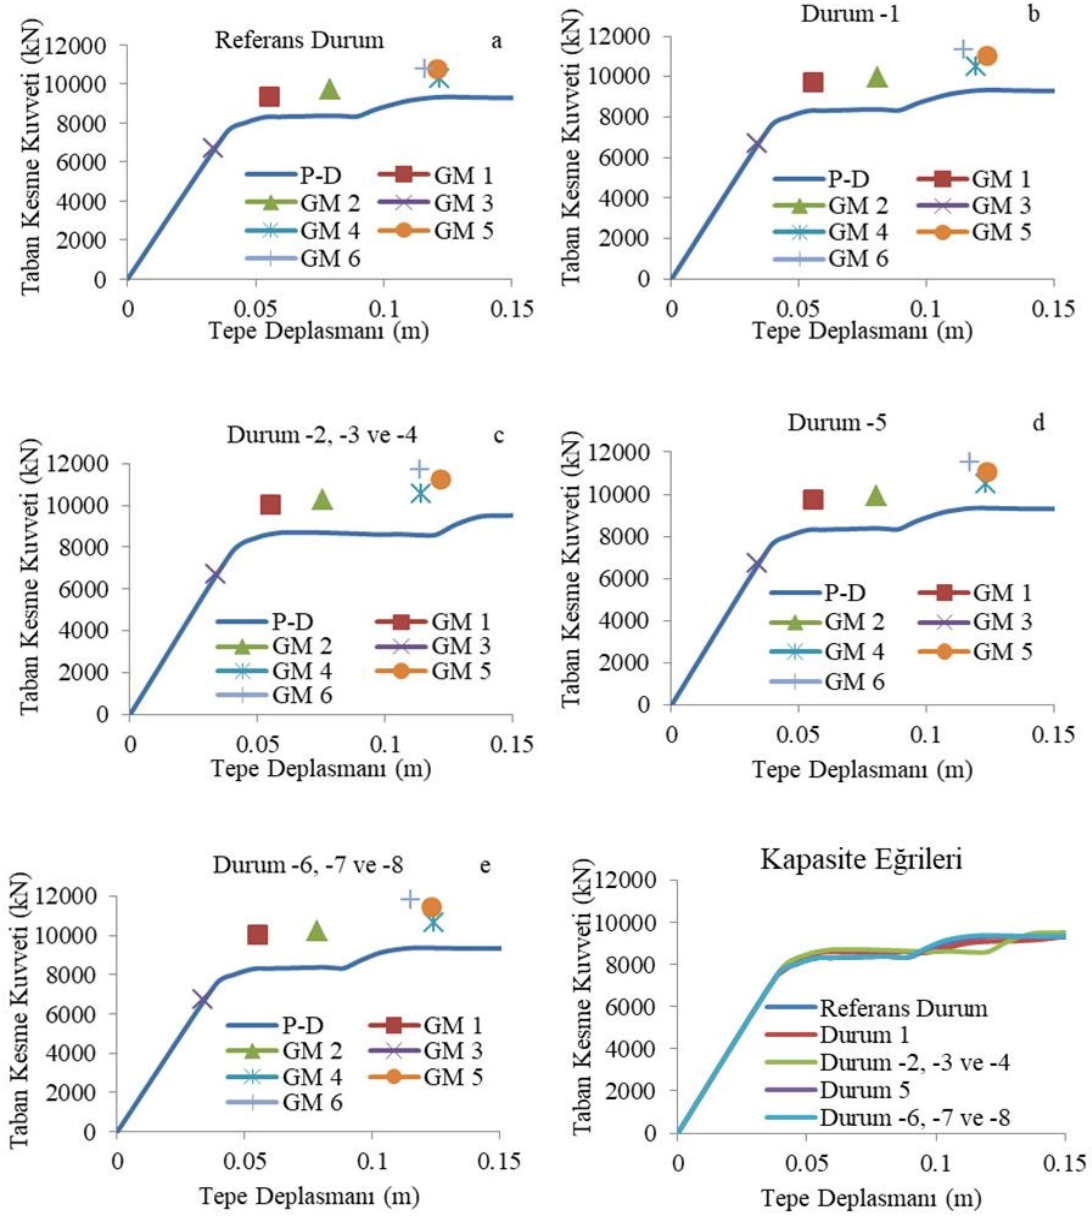 Referans Durum a
Taban Kesme Kuvveti (kN)
12000
10000
8000
6000
4000
2000
0
P-D GM 1
GM 2 GM 3
GM 4 GM 5
GM 6
0 0.05 0.1 0.15
Tepe Deplasmanı (m)
Durum -1 b
Taban Kesme Kuvveti (kN)
12000
10000
8000
6000
4000
2000
0
P-D GM 1
GM 2 GM 3
GM 4 GM 5
GM 6
0 0.05 0.1 0.15
Tepe Deplasmanı (m)
Durum -2, -3 ve -4 c
Taban Kesme Kuvveti (kN)
12000
10000
8000
6000
4000
2000
0
P-D GM 1
GM 2 GM 3
GM 4 GM 5
GM 6
0 0.05 0.1 0.15
Tepe Deplasmanı (m)
Durum -5 d
Taban Kesme Kuvveti (kN)
12000
10000
8000
6000
4000
2000
0
P-D GM 1
GM 2 GM 3
GM 4 GM 5
GM 6
0 0.05 0.1 0.15
Tepe Deplasmanı (m)
Durum -6, -7 ve -8 e
Taban Kesme Kuvveti (kN)
12000
10000
8000
6000
4000
2000
0
P-D GM 1
GM 2 GM 3
GM 4 GM 5
GM 6
0 0.05 0.1 0.15
Tepe Deplasmanı (m)
Kapasite Eğrileri
Taban Kesme Kuvveti (kN)
12000
10000
8000
6000
4000
2000
0
Referans Durum
Durum 1
Durum -2, -3 ve -4
Durum 5
Durum -6, -7 ve -8
0 0.05 0.1 0.15
Tepe Deplasmanı (m)